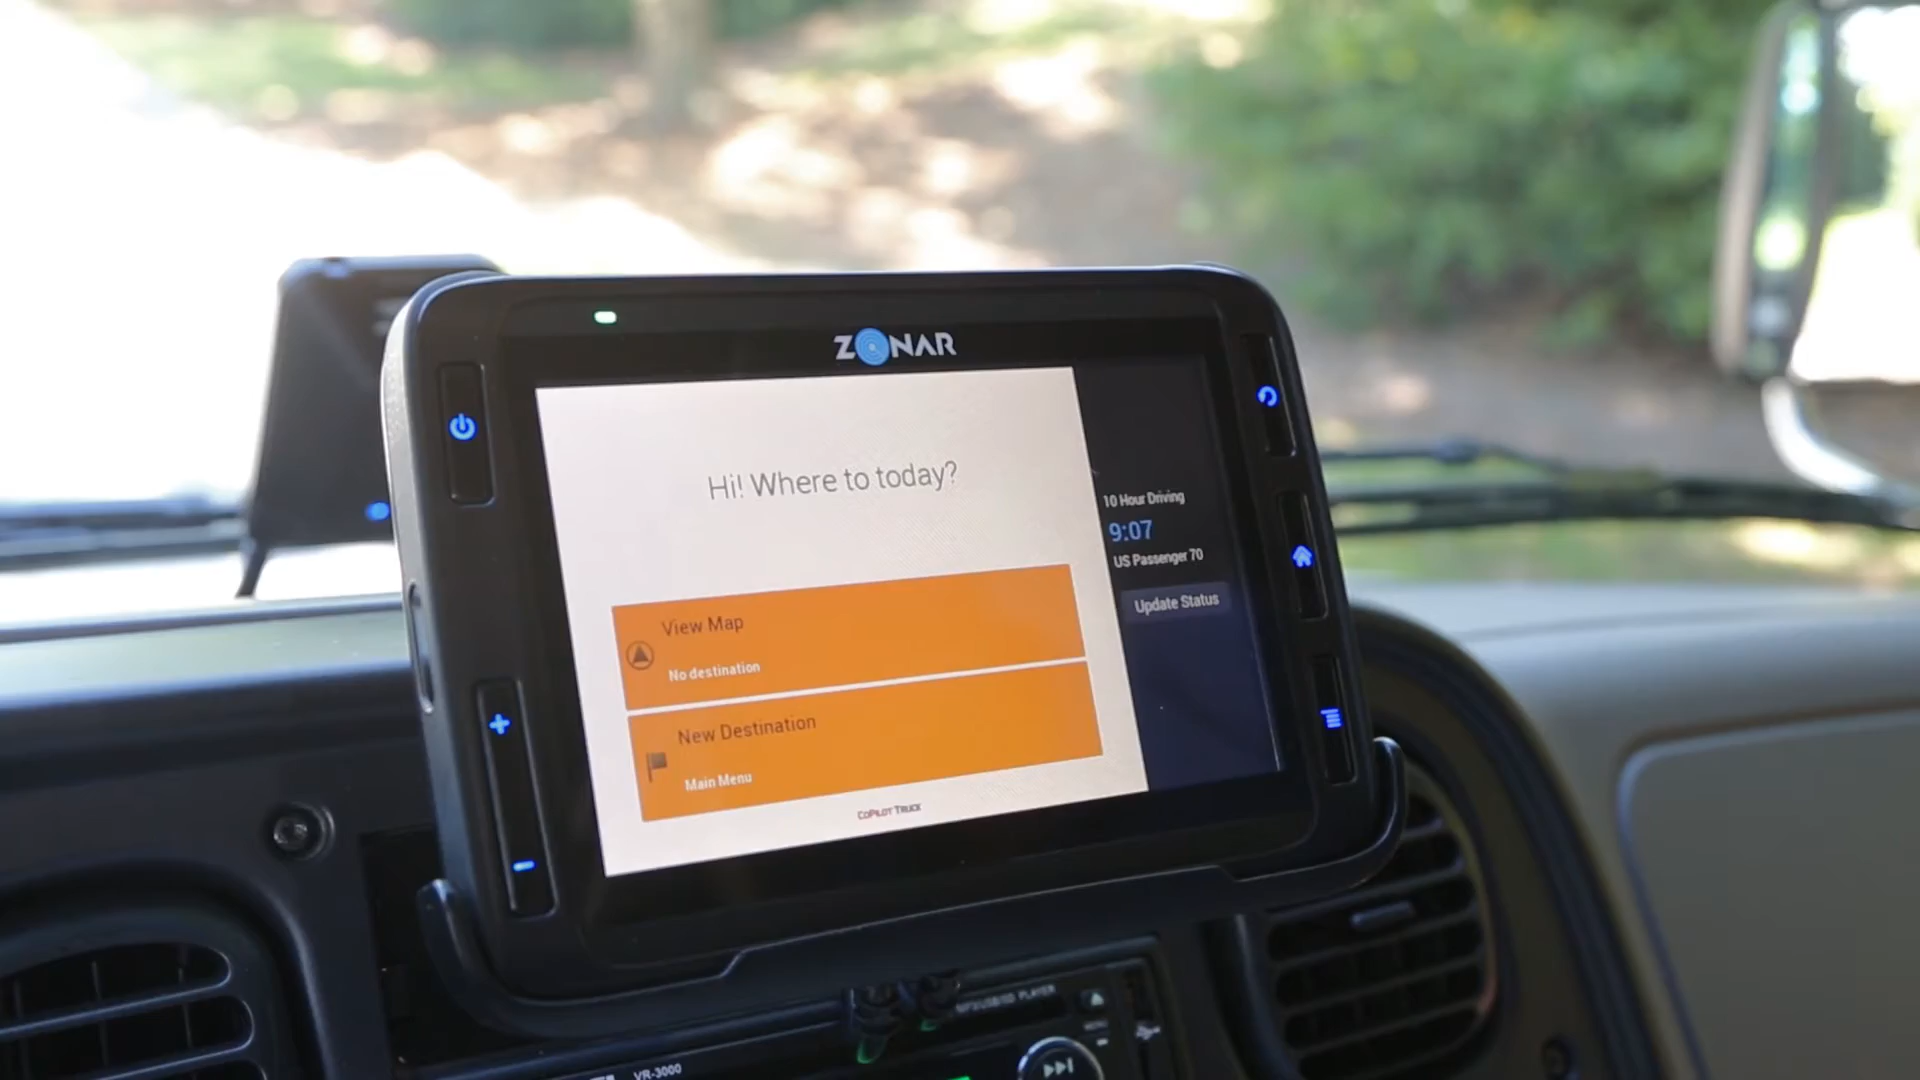 ZONAR
Hi! Where to today?
View Map
No destination
New Destination
Main Menu
COPILOT TRUCK
10 Hour Driving
9:07
US Passenger 70
Update Status
PLAYER
VR-3000